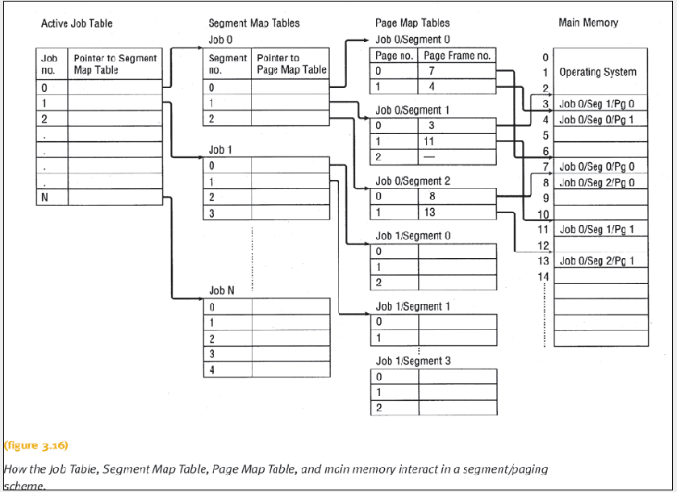 Active Job Table
Segment Map Tables
Page Map Tables
Main Memory
Job no. Pointer to Segment Map Table
0
1
2
.
.
.
.
N
Job 0
Segment no. Pointer to Page Map Table
0
1
2
Job 1
0
1
2
3
Job N
0
1
2
3
4
Job 0/Segment 0
Page no. Page Frame no.
0 7
1 4
Job 0/Segment 1
0 3
1 11
2 —
Job 0/Segment 2
0 8
1 13
Job 1/Segment 0
0
1
2
Job 1/Segment 1
0
1
Job 1/Segment 3
0
1
2
0
1 Operating System
2
3 Job 0/Seg 1/Pg 0
4 Job 0/Seg 0/Pg 1
5
6
7 Job 0/Seg 0/Pg 0
8 Job 0/Seg 2/Pg 0
9
10
11 Job 0/Seg 1/Pg 1
12
13 Job 0/Seg 2/Pg 1
14
(figure 3.16)
How the Job Table, Segment Map Table, Page Map Table, and main memory interact in a segment/paging
scheme.